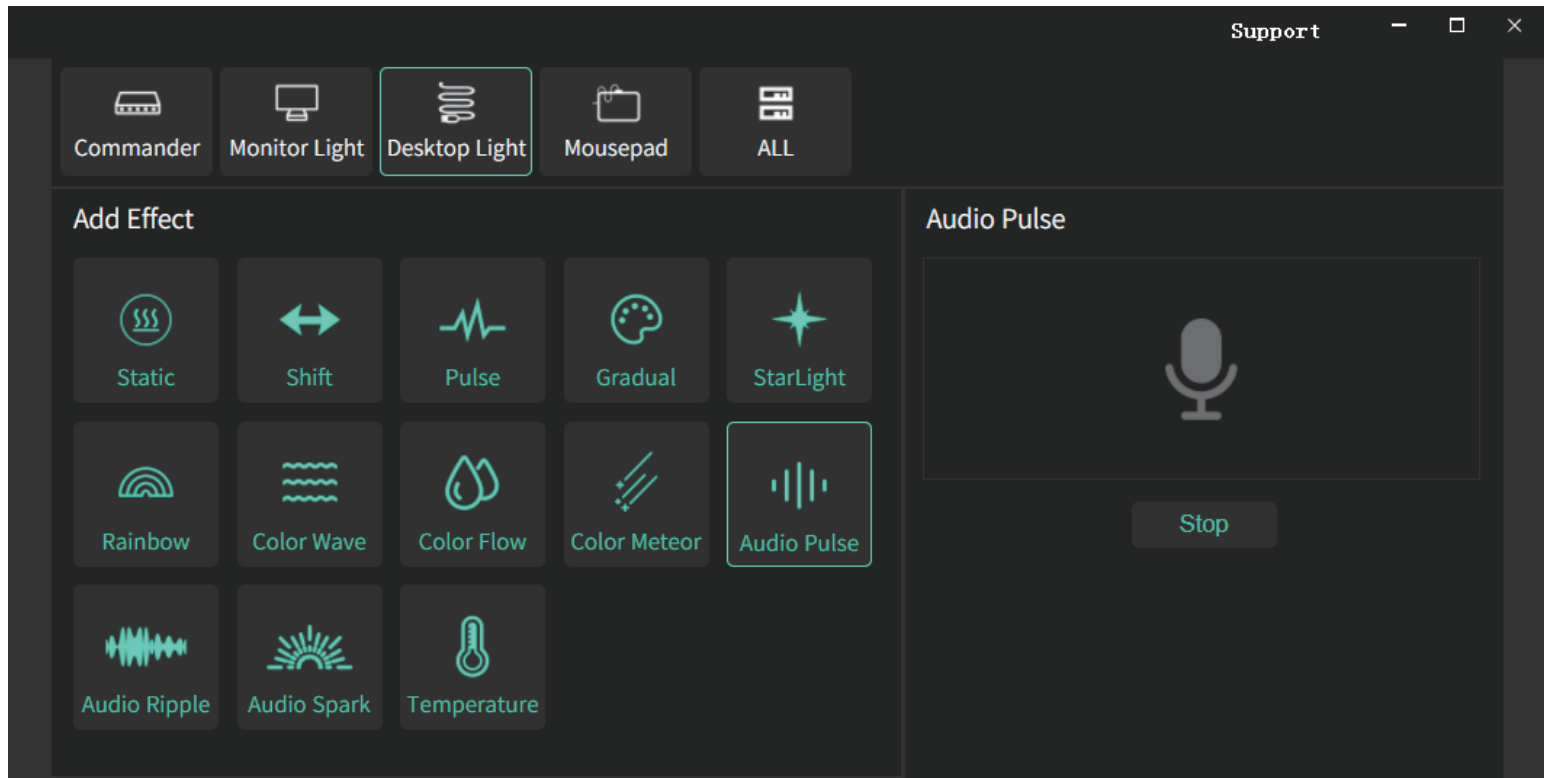 Support
Commander Monitor Light Desktop Light Mousepad ALL
Add Effect
Audio Pulse
Static Shift Pulse Gradual StarLight
Rainbow Color Wave Color Flow Color Meteor Audio Pulse
Stop
Audio Ripple Audio Spark Temperature